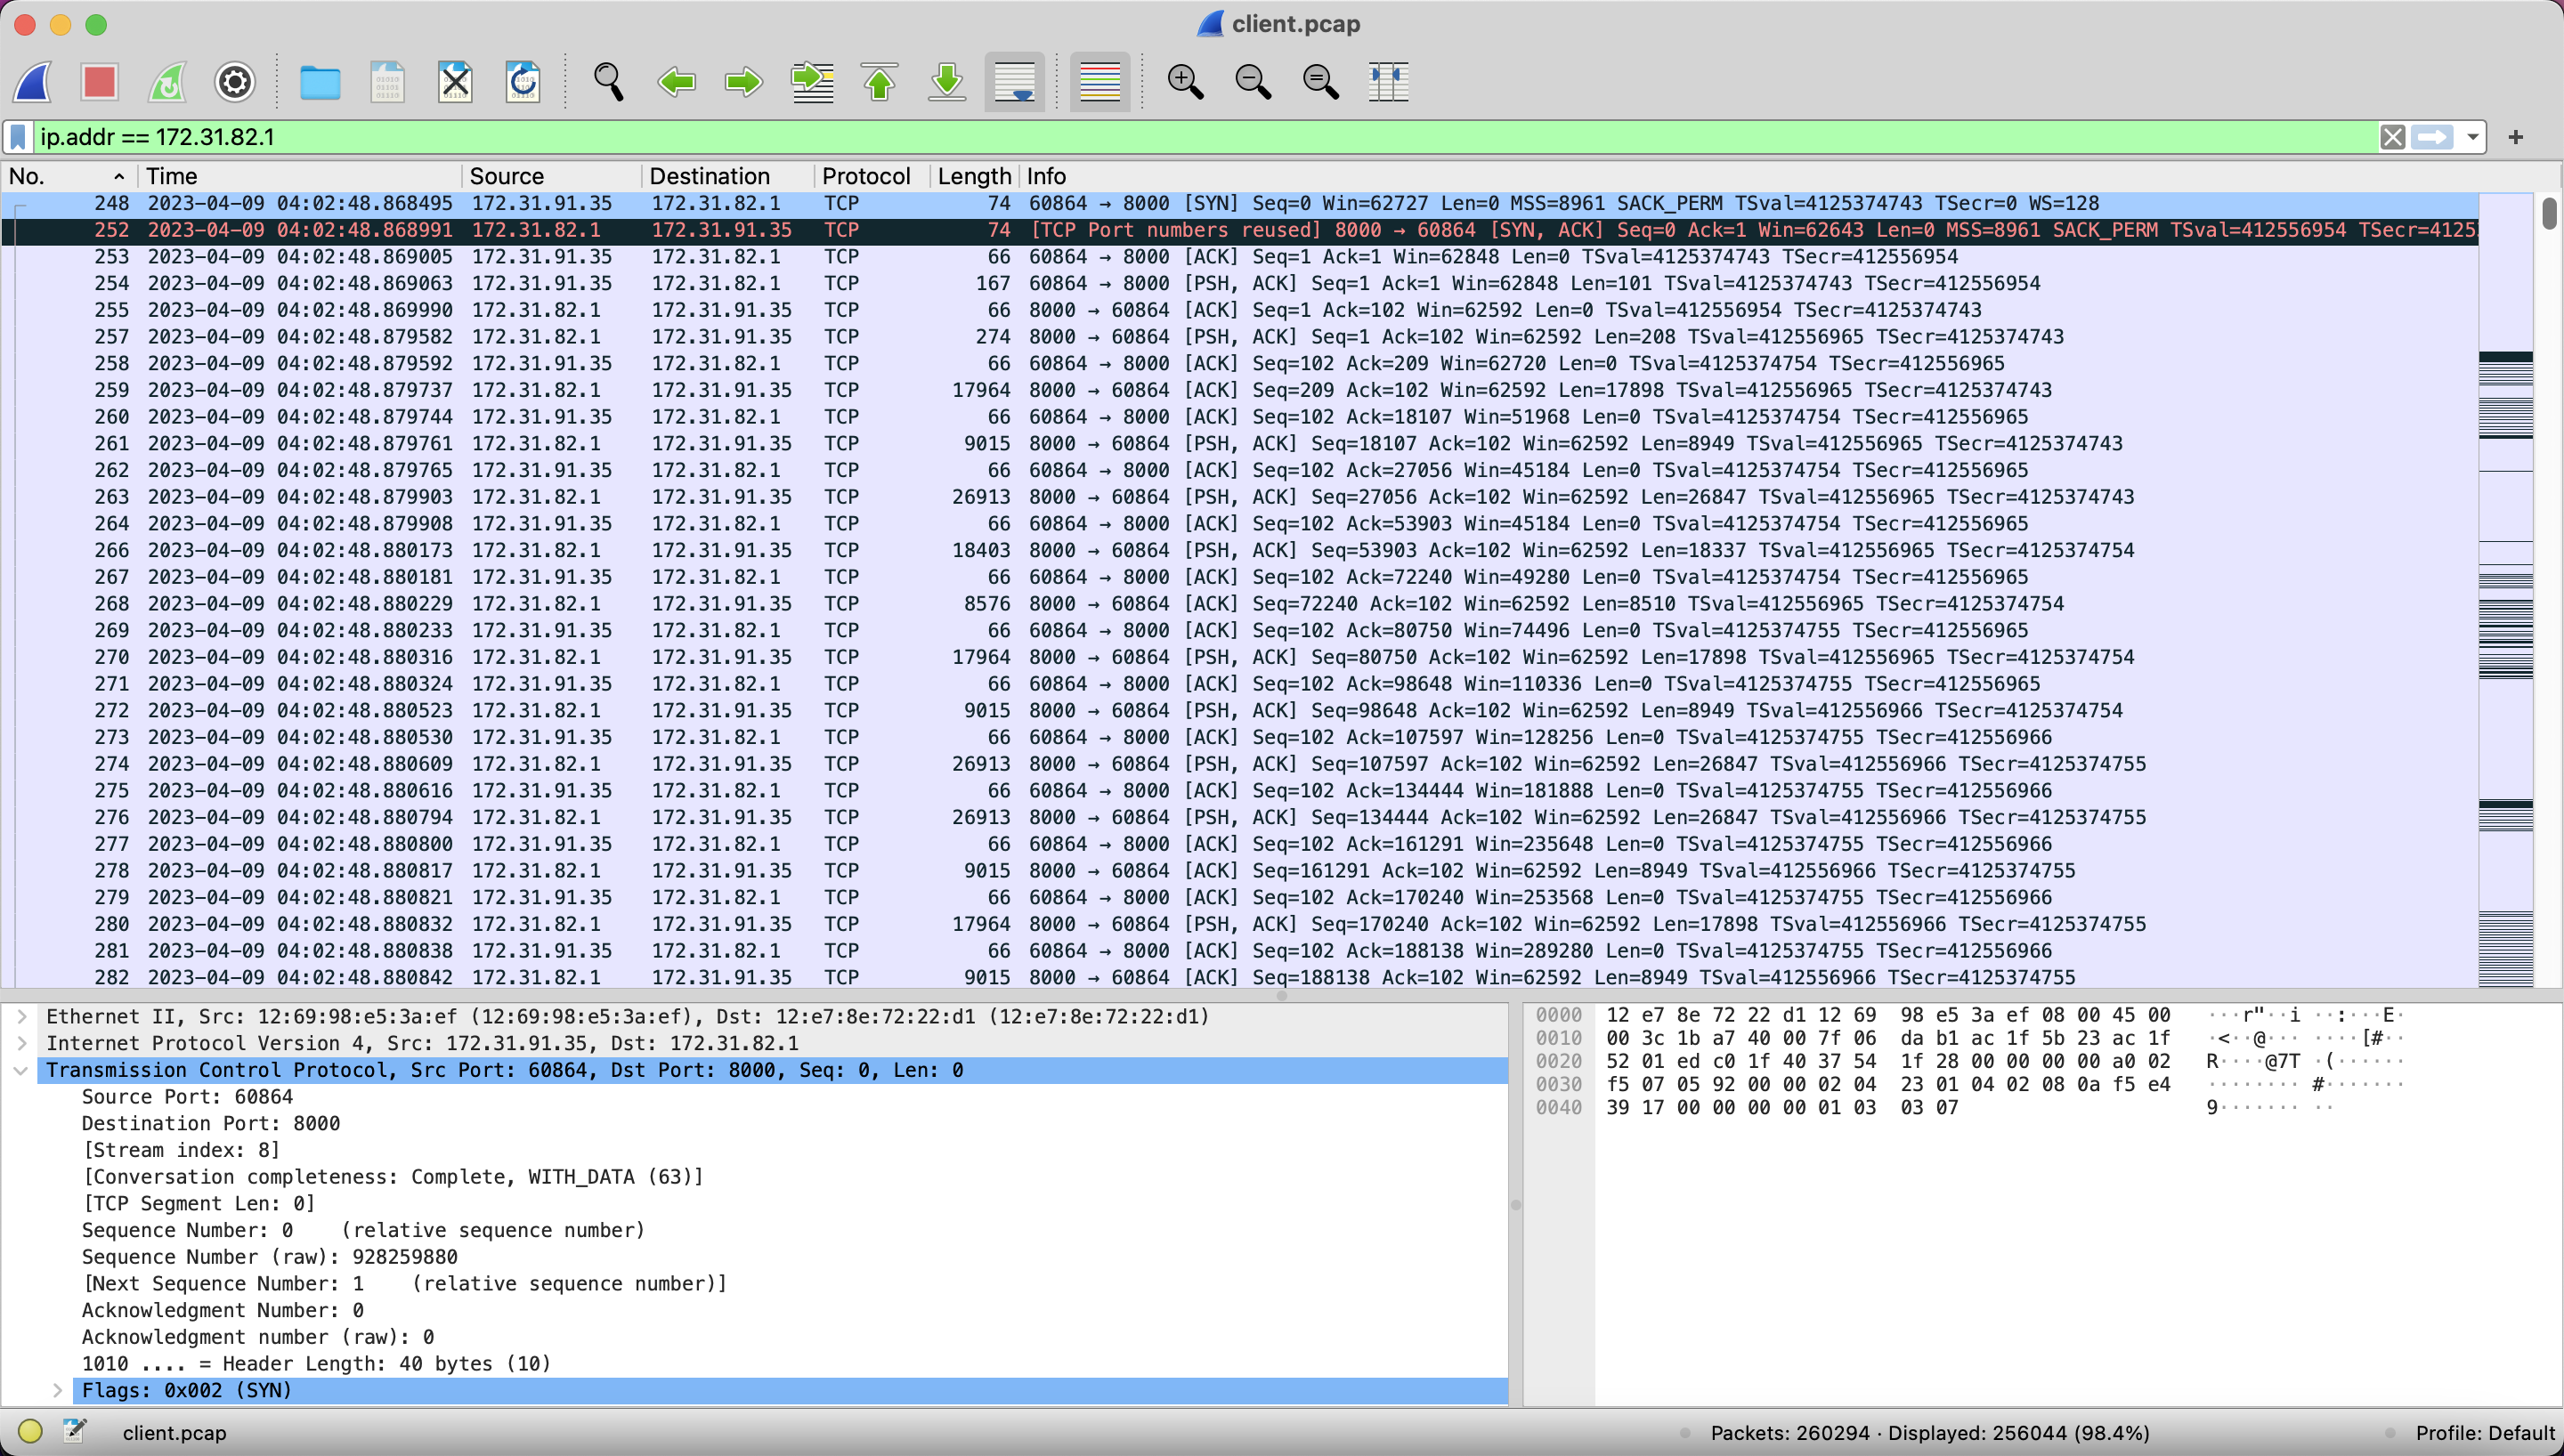 client.pcap
ip.addr == 172.31.82.1
No. Time Source Destination Protocol Length Info
248 2023-04-09 04:02:48.868495 172.31.91.35 172.31.82.1 TCP 74 60864 → 8000 [SYN] Seq=0 Win=62727 Len=0 MSS=8961 SACK_PERM TSval=4125374743 TSecr=0 WS=128
252 2023-04-09 04:02:48.868991 172.31.82.1 172.31.91.35 TCP 74 [TCP Port numbers reused] 8000 → 60864 [SYN, ACK] Seq=0 Ack=1 Win=62643 Len=0 MSS=8961 SACK_PERM TSval=412556954 TSecr=4125
253 2023-04-09 04:02:48.869005 172.31.91.35 172.31.82.1 TCP 66 60864 → 8000 [ACK] Seq=1 Ack=1 Win=62848 Len=0 TSval=4125374743 TSecr=412556954
254 2023-04-09 04:02:48.869063 172.31.91.35 172.31.82.1 TCP 167 60864 → 8000 [PSH, ACK] Seq=1 Ack=1 Win=62848 Len=101 TSval=4125374743 TSecr=412556954
255 2023-04-09 04:02:48.869990 172.31.82.1 172.31.91.35 TCP 66 8000 → 60864 [ACK] Seq=1 Ack=102 Win=62592 Len=0 TSval=412556954 TSecr=4125374743
257 2023-04-09 04:02:48.879582 172.31.82.1 172.31.91.35 TCP 274 8000 → 60864 [PSH, ACK] Seq=1 Ack=102 Win=62592 Len=208 TSval=412556965 TSecr=4125374743
258 2023-04-09 04:02:48.879592 172.31.91.35 172.31.82.1 TCP 66 60864 → 8000 [ACK] Seq=102 Ack=209 Win=62720 Len=0 TSval=4125374754 TSecr=412556965
259 2023-04-09 04:02:48.879737 172.31.82.1 172.31.91.35 TCP 17964 8000 → 60864 [ACK] Seq=209 Ack=102 Win=62592 Len=17898 TSval=412556965 TSecr=4125374743
260 2023-04-09 04:02:48.879744 172.31.91.35 172.31.82.1 TCP 66 60864 → 8000 [ACK] Seq=102 Ack=18107 Win=51968 Len=0 TSval=4125374754 TSecr=412556965
261 2023-04-09 04:02:48.879761 172.31.82.1 172.31.91.35 TCP 9015 8000 → 60864 [PSH, ACK] Seq=18107 Ack=102 Win=62592 Len=8949 TSval=412556965 TSecr=4125374743
262 2023-04-09 04:02:48.879765 172.31.91.35 172.31.82.1 TCP 66 60864 → 8000 [ACK] Seq=102 Ack=27056 Win=45184 Len=0 TSval=4125374754 TSecr=412556965
263 2023-04-09 04:02:48.879903 172.31.82.1 172.31.91.35 TCP 26913 8000 → 60864 [PSH, ACK] Seq=27056 Ack=102 Win=62592 Len=26847 TSval=412556965 TSecr=4125374743
264 2023-04-09 04:02:48.879908 172.31.91.35 172.31.82.1 TCP 66 60864 → 8000 [ACK] Seq=102 Ack=53903 Win=45184 Len=0 TSval=4125374754 TSecr=412556965
266 2023-04-09 04:02:48.880173 172.31.82.1 172.31.91.35 TCP 18403 8000 → 60864 [PSH, ACK] Seq=53903 Ack=102 Win=62592 Len=18337 TSval=412556965 TSecr=4125374754
267 2023-04-09 04:02:48.880181 172.31.91.35 172.31.82.1 TCP 66 60864 → 8000 [ACK] Seq=102 Ack=72240 Win=49280 Len=0 TSval=4125374754 TSecr=412556965
268 2023-04-09 04:02:48.880229 172.31.82.1 172.31.91.35 TCP 8576 8000 → 60864 [ACK] Seq=72240 Ack=102 Win=62592 Len=8510 TSval=412556965 TSecr=4125374754
269 2023-04-09 04:02:48.880233 172.31.91.35 172.31.82.1 TCP 66 60864 → 8000 [ACK] Seq=102 Ack=80750 Win=74496 Len=0 TSval=4125374755 TSecr=412556965
270 2023-04-09 04:02:48.880316 172.31.82.1 172.31.91.35 TCP 17964 8000 → 60864 [PSH, ACK] Seq=80750 Ack=102 Win=62592 Len=17898 TSval=412556965 TSecr=4125374754
271 2023-04-09 04:02:48.880324 172.31.91.35 172.31.82.1 TCP 66 60864 → 8000 [ACK] Seq=102 Ack=98648 Win=110336 Len=0 TSval=4125374755 TSecr=412556965
272 2023-04-09 04:02:48.880523 172.31.82.1 172.31.91.35 TCP 9015 8000 → 60864 [PSH, ACK] Seq=98648 Ack=102 Win=62592 Len=8949 TSval=412556966 TSecr=4125374754
273 2023-04-09 04:02:48.880530 172.31.91.35 172.31.82.1 TCP 66 60864 → 8000 [ACK] Seq=102 Ack=107597 Win=128256 Len=0 TSval=4125374755 TSecr=412556966
274 2023-04-09 04:02:48.880609 172.31.82.1 172.31.91.35 TCP 26913 8000 → 60864 [PSH, ACK] Seq=107597 Ack=102 Win=62592 Len=26847 TSval=412556966 TSecr=4125374755
275 2023-04-09 04:02:48.880616 172.31.91.35 172.31.82.1 TCP 66 60864 → 8000 [ACK] Seq=102 Ack=134444 Win=181888 Len=0 TSval=4125374755 TSecr=412556966
276 2023-04-09 04:02:48.880794 172.31.82.1 172.31.91.35 TCP 26913 8000 → 60864 [PSH, ACK] Seq=134444 Ack=102 Win=62592 Len=26847 TSval=412556966 TSecr=4125374755
277 2023-04-09 04:02:48.880800 172.31.91.35 172.31.82.1 TCP 66 60864 → 8000 [ACK] Seq=102 Ack=161291 Win=235648 Len=0 TSval=4125374755 TSecr=412556966
278 2023-04-09 04:02:48.880817 172.31.82.1 172.31.91.35 TCP 9015 8000 → 60864 [ACK] Seq=161291 Ack=102 Win=62592 Len=8949 TSval=412556966 TSecr=4125374755
279 2023-04-09 04:02:48.880821 172.31.91.35 172.31.82.1 TCP 66 60864 → 8000 [ACK] Seq=102 Ack=170240 Win=253568 Len=0 TSval=4125374755 TSecr=412556966
280 2023-04-09 04:02:48.880832 172.31.82.1 172.31.91.35 TCP 17964 8000 → 60864 [PSH, ACK] Seq=170240 Ack=102 Win=62592 Len=17898 TSval=412556966 TSecr=4125374755
281 2023-04-09 04:02:48.880838 172.31.91.35 172.31.82.1 TCP 66 60864 → 8000 [ACK] Seq=102 Ack=188138 Win=289280 Len=0 TSval=4125374755 TSecr=412556966
282 2023-04-09 04:02:48.880842 172.31.82.1 172.31.91.35 TCP 9015 8000 → 60864 [ACK] Seq=188138 Ack=102 Win=62592 Len=8949 TSval=412556966 TSecr=4125374755
Ethernet II, Src: 12:69:98:e5:3a:ef (12:69:98:e5:3a:ef), Dst: 12:e7:8e:72:22:d1 (12:e7:8e:72:22:d1)
Internet Protocol Version 4, Src: 172.31.91.35, Dst: 172.31.82.1
Transmission Control Protocol, Src Port: 60864, Dst Port: 8000, Seq: 0, Len: 0
Source Port: 60864
Destination Port: 8000
[Stream index: 8]
[Conversation completeness: Complete, WITH_DATA (63)]
[TCP Segment Len: 0]
Sequence Number: 0 (relative sequence number)
Sequence Number (raw): 928259880
[Next Sequence Number: 1 (relative sequence number)]
Acknowledgment Number: 0
Acknowledgment number (raw): 0
1010 .... = Header Length: 40 bytes (10)
Flags: 0x002 (SYN)
0000 12 e7 8e 72 22 d1 12 69 98 e5 3a ef 08 00 45 00 ···r"··i ··:···E·
0010 00 3c 1b a7 40 00 7f 06 da b1 ac 1f 5b 23 ac 1f ·<··@··· ····[#··
0020 52 01 ed c0 1f 40 37 54 1f 28 00 00 00 00 a0 02 R····@7T ·(······
0030 f5 07 05 92 00 00 02 04 23 01 04 02 08 0a f5 e4 ········ #·······
0040 39 17 00 00 00 00 01 03 03 07 9······· ··
client.pcap
Packets: 260294 · Displayed: 256044 (98.4%)
Profile: Default